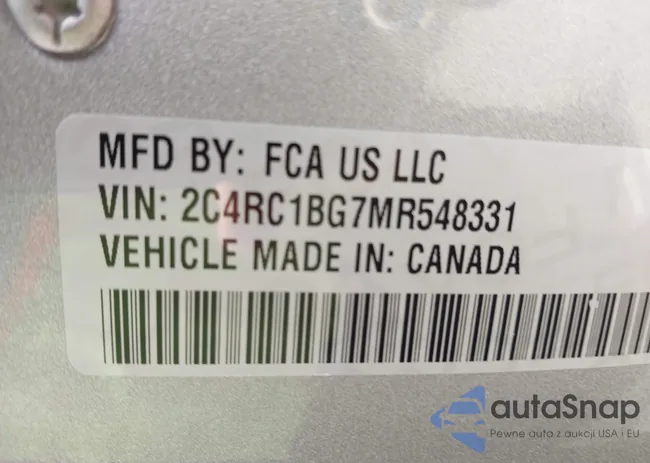 MFD BY: FCA US LLC
VIN: 2C4RC1BG7MR548331
VEHICLE MADE IN: CANADA
autaSnap
Pewne auta z aukcji USA i EU